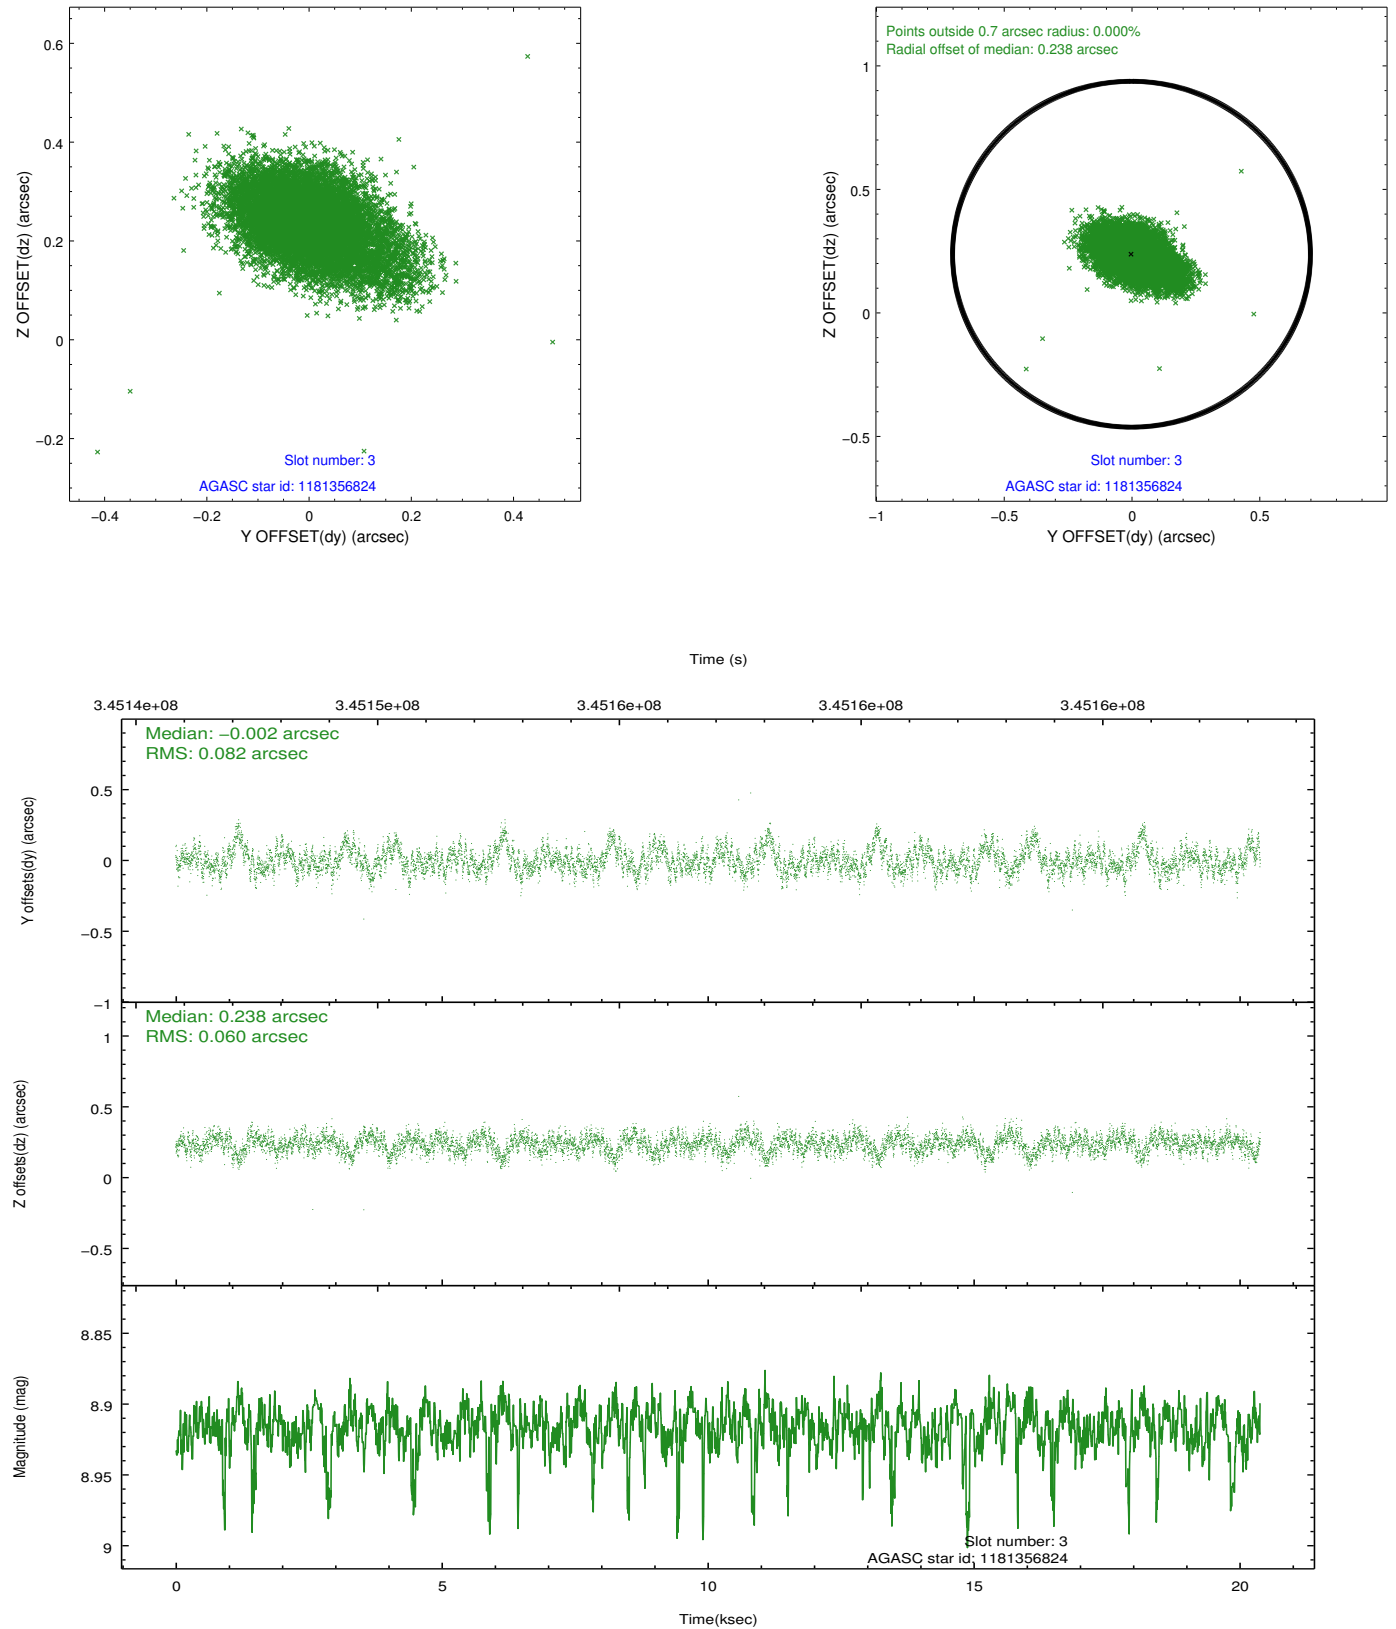 0.6
0.4
0.2
0
−0.2
Z OFFSET(dz) (arcsec)
Slot number: 3
AGASC star id: 1181356824
−0.4
−0.2
0
0.2
0.4
Y OFFSET(dy) (arcsec)
Points outside 0.7 arcsec radius: 0.000%
Radial offset of median: 0.238 arcsec
1
0.5
0
−0.5
Z OFFSET(dz) (arcsec)
Slot number: 3
AGASC star id: 1181356824
−1
−0.5
0
0.5
Y OFFSET(dy) (arcsec)
Time (s)
3.4514e+08
3.4515e+08
3.4516e+08
3.4516e+08
3.4516e+08
Median: −0.002 arcsec
RMS: 0.082 arcsec
0.5
0
−0.5
−1
Y offsets(dy) (arcsec)
Median: 0.238 arcsec
RMS: 0.060 arcsec
1
0.5
0
−0.5
Z offsets(dz) (arcsec)
8.85
8.9
8.95
9
Magnitude (mag)
Slot number: 3
AGASC star id: 1181356824
0
5
10
15
20
Time(ksec)